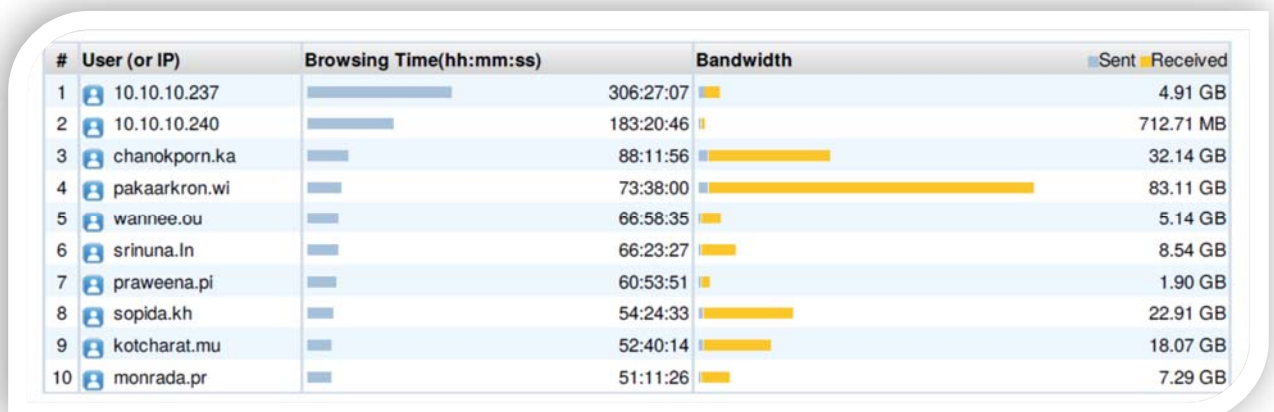 # User (or IP) Browsing Time(hh:mm:ss) Bandwidth Sent Received
1 10.10.10.237 306:27:07 4.91 GB
2 10.10.10.240 183:20:46 712.71 MB
3 chanokporn.ka 88:11:56 32.14 GB
4 pakaarkron.wi 73:38:00 83.11 GB
5 wannee.ou 66:58:35 5.14 GB
6 srinuna.ln 66:23:27 8.54 GB
7 praweena.pi 60:53:51 1.90 GB
8 sopida.kh 54:24:33 22.91 GB
9 kotcharat.mu 52:40:14 18.07 GB
10 monrada.pr 51:11:26 7.29 GB